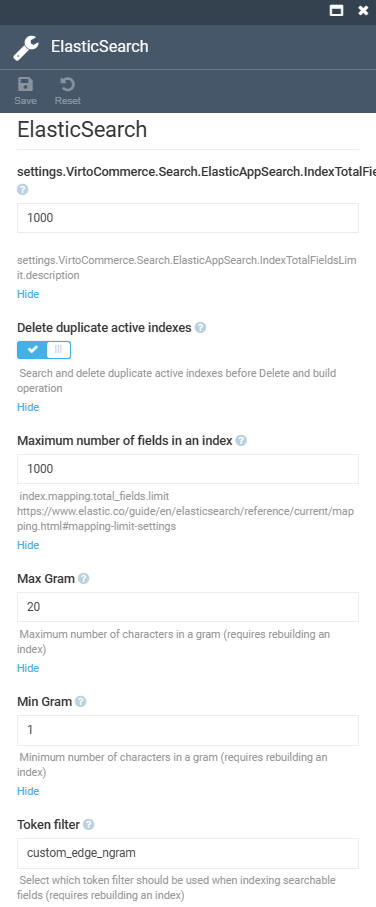 ElasticSearch
Save Reset
ElasticSearch
settings.VirtoCommerce.Search.ElasticAppSearch.IndexTotalFie
1000
settings.VirtoCommerce.Search.ElasticAppSearch.IndexTotalFieldsLim
it.description
Hide
Delete duplicate active indexes
Search and delete duplicate active indexes before Delete and build
operation
Hide
Maximum number of fields in an index
1000
index.mapping.total_fields.limit
https://www.elastic.co/guide/en/elasticsearch/reference/current/map
ping.html#mapping-limit-settings
Hide
Max Gram
20
Maximum number of characters in a gram (requires rebuilding an
index)
Hide
Min Gram
1
Minimum number of characters in a gram (requires rebuilding an
index)
Hide
Token filter
custom_edge_ngram
Select which token filter should be used when indexing searchable
fields (requires rebuilding an index)